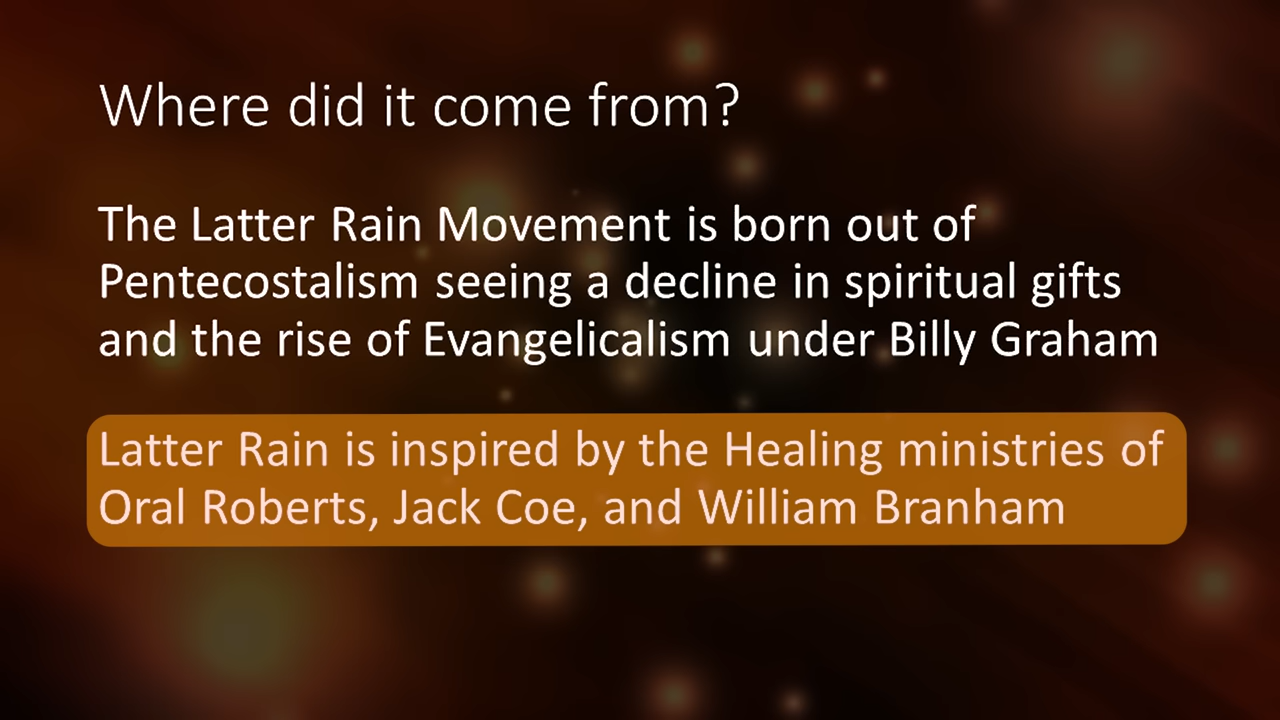 Where did it come from?
The Latter Rain Movement is born out of
Pentecostalism seeing a decline in spiritual gifts
and the rise of Evangelicalism under Billy Graham
Latter Rain is inspired by the Healing ministries of
Oral Roberts, Jack Coe, and William Branham